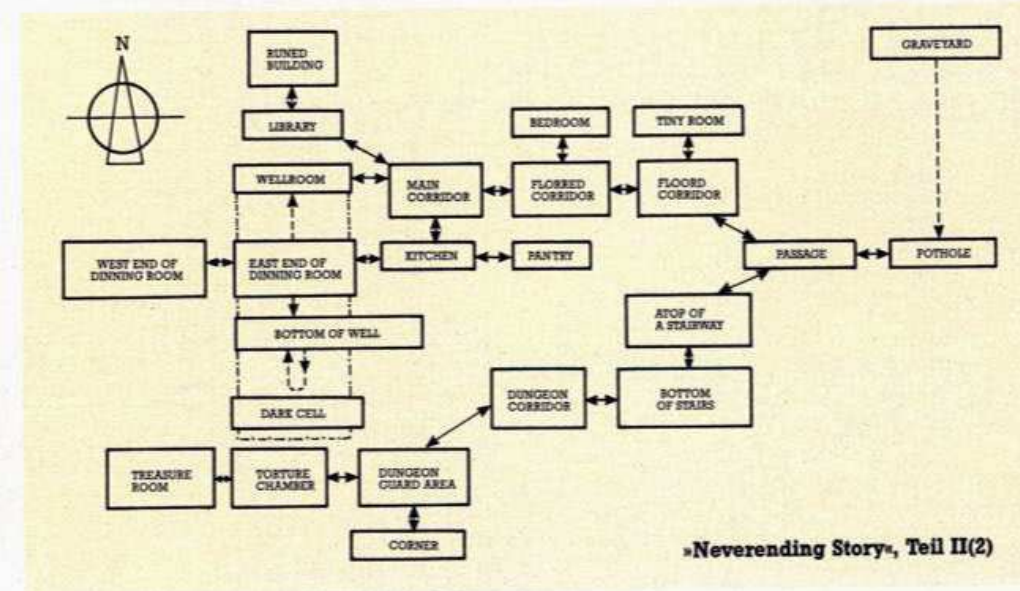 N
RUNED
BUILDING
GRAVEYARD
LIBRARY
BEDROOM
TINY ROOM
WELLROOM
MAIN
CORRIDOR
FLORRED
CORRIDOR
FLOORD
CORRIDOR
WEST END OF
DINNING ROOM
EAST END OF
DINNING ROOM
KITCHEN
PANTRY
PASSAGE
POTHOLE
BOTTOM OF WELL
ATOP OF
A STAIRWAY
DARK CELL
DUNGEON
CORRIDOR
BOTTOM
OF STAIRS
TREASURE
ROOM
TORTURE
CHAMBER
DUNGEON
GUARD AREA
CORNER
»Neverending Story«, Teil II(2)